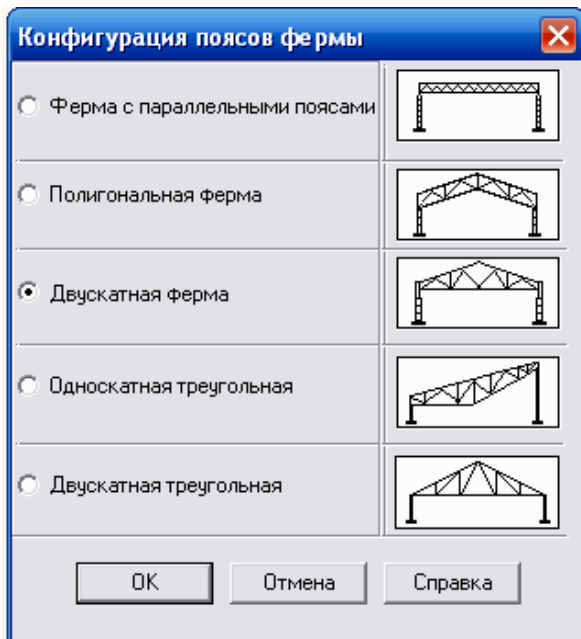 Конфигурация поясов фермы
Ферма с параллельными поясами
Полигональная ферма
Двускатная ферма
Односкатная треугольная
Двускатная треугольная
OK
Отмена
Справка